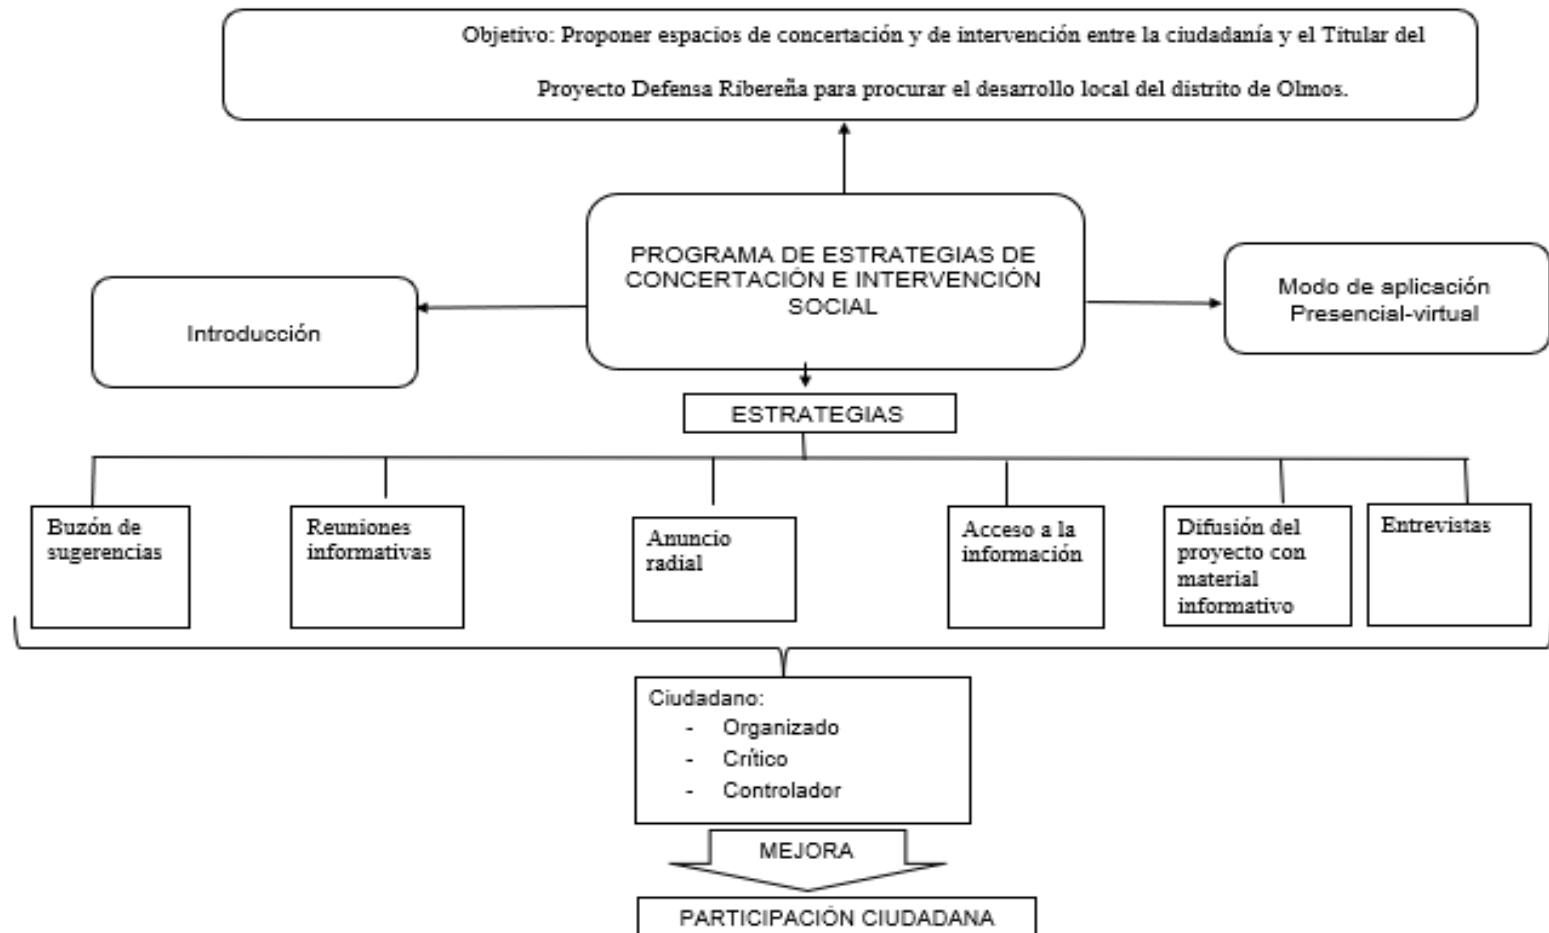 Objetivo: Proponer espacios de concertación y de intervención entre la ciudadanía y el Titular del
Proyecto Defensa Ribereña para procurar el desarrollo local del distrito de Olmos.
PROGRAMA DE ESTRATEGIAS DE
CONCERTACIÓN E INTERVENCIÓN
SOCIAL
Introducción
Modo de aplicación
Presencial-virtual
ESTRATEGIAS
Buzón de
sugerencias
Reuniones
informativas
Anuncio
radial
Acceso a la
información
Difusión del
proyecto con
material
informativo
Entrevistas
Ciudadano:
- Organizado
- Crítico
- Controlador
MEJORA
PARTICIPACIÓN CIUDADANA